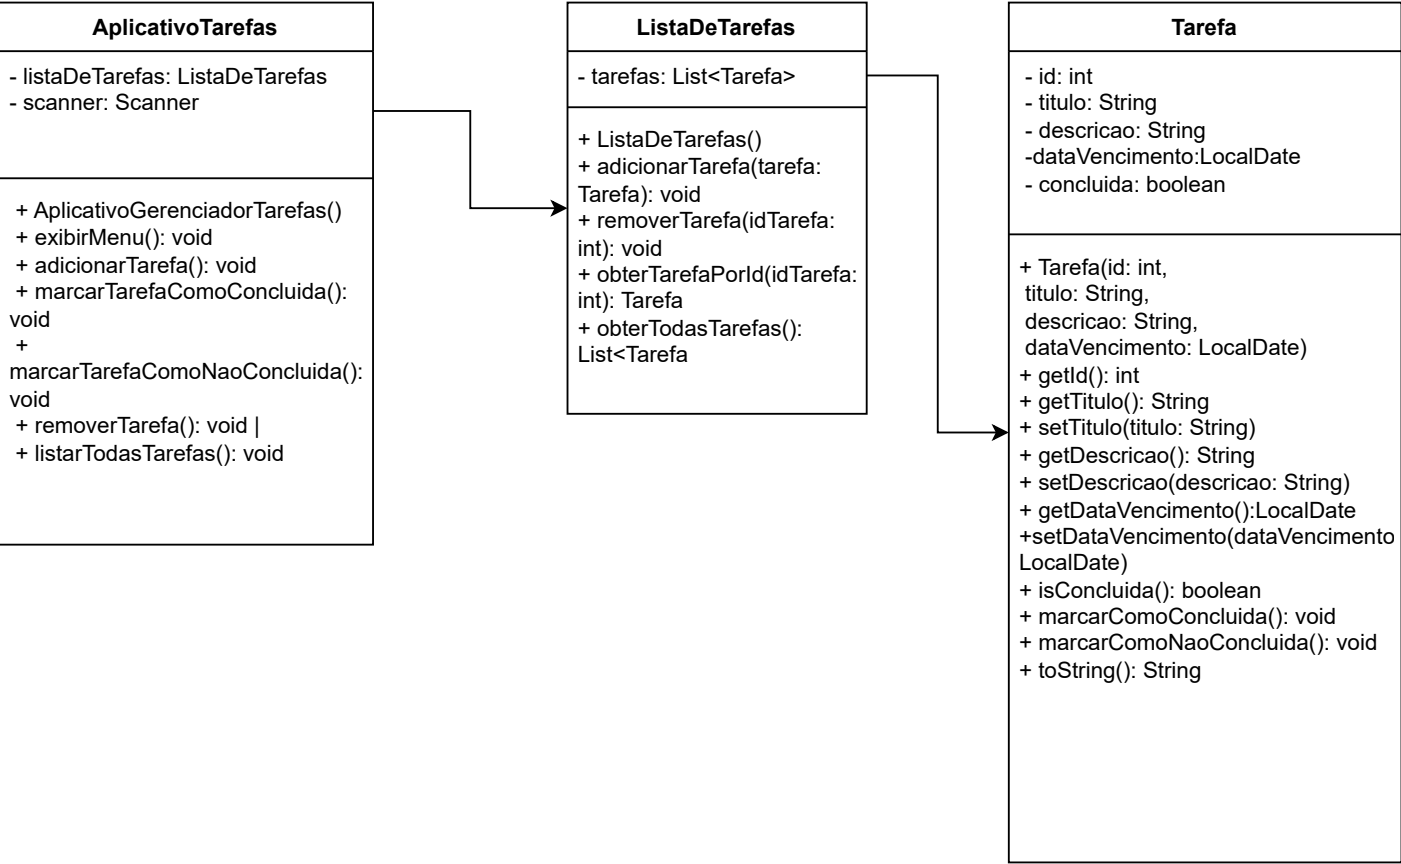 AplicativoTarefas
- listaDeTarefas: ListaDeTarefas
- scanner: Scanner
+ AplicativoGerenciadorTarefas()
+ exibirMenu(): void
+ adicionarTarefa(): void
+ marcarTarefaComoConcluida():
void
+
marcarTarefaComoNaoConcluida():
void
+ removerTarefa(): void |
+ listarTodasTarefas(): void
ListaDeTarefas
- tarefas: List<Tarefa>
+ ListaDeTarefas()
+ adicionarTarefa(tarefa:
Tarefa): void
+ removerTarefa(idTarefa:
int): void
+ obterTarefaPorId(idTarefa:
int): Tarefa
+ obterTodasTarefas():
List<Tarefa
Tarefa
- id: int
- titulo: String
- descricao: String
-dataVencimento:LocalDate
- concluida: boolean
+ Tarefa(id: int,
titulo: String,
descricao: String,
dataVencimento: LocalDate)
+ getId(): int
+ getTitulo(): String
+ setTitulo(titulo: String)
+ getDescricao(): String
+ setDescricao(descricao: String)
+ getDataVencimento():LocalDate
+setDataVencimento(dataVencimento
LocalDate)
+ isConcluida(): boolean
+ marcarComoConcluida(): void
+ marcarComoNaoConcluida(): void
+ toString(): String